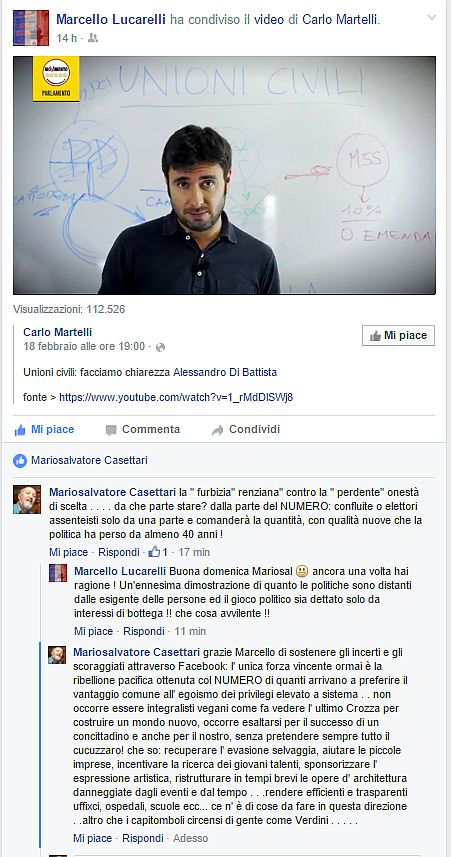 Marcello Lucarelli ha condiviso il video di Carlo Martelli.
14 h ·
MOVIMENTO
PARLAMENTO
UNIONI CIVILI
PD
M5S
10%
0 EMENDA
Visualizzazioni: 112.526
Carlo Martelli
18 febbraio alle ore 19:00 ·
Mi piace
Unioni civili: facciamo chiarezza Alessandro Di Battista
fonte > https://www.youtube.com/watch?v=1_rMdDlSWj8
Mi piace Commenta Condividi
Mariosalvatore Casettari
Mariosalvatore Casettari la " furbizia" renziana" contro la " perdente" onestà
di scelta . . . . da che parte stare? dalla parte del NUMERO: confluite o elettori
assenteisti solo da una parte e comanderà la quantità, con qualità nuove che la
politica ha perso da almeno 40 anni !
Mi piace · Rispondi · 1 · 17 min
Marcello Lucarelli Buona domenica Mariosal ancora una volta hai
ragione ! Un'ennesima dimostrazione di quanto le politiche sono distanti
dalle esigente delle persone ed il gioco politico sia dettato solo da
interessi di bottega !! che cosa avvilente !!
Mi piace · Rispondi · 11 min
Mariosalvatore Casettari grazie Marcello di sostenere gli incerti e gli
scoraggiati attraverso Facebook: l' unica forza vincente ormai è la
ribellione pacifica ottenuta col NUMERO di quanti arrivano a preferire il
vantaggio comune all' egoismo dei privilegi elevato a sistema . . non
occorre essere integralisti vegani come fa vedere l' ultimo Crozza per
costruire un mondo nuovo, occorre esaltarsi per il successo di un
concittadino e anche per il nostro, senza pretendere sempre tutto il
cucuzzaro! che so: recuperare l' evasione selvaggia, aiutare le piccole
imprese, incentivare la ricerca dei giovani talenti, sponsorizzare l'
espressione artistica, ristrutturare in tempi brevi le opere d' architettura
danneggiate dagli eventi e dal tempo . . .rendere efficienti e trasparenti
uffixci, ospedali, scuole ecc... ce n' è di cose da fare in questa direzione
. .altro che i capitomboli circensi di gente come Verdini . . . . .
Mi piace · Rispondi · Adesso